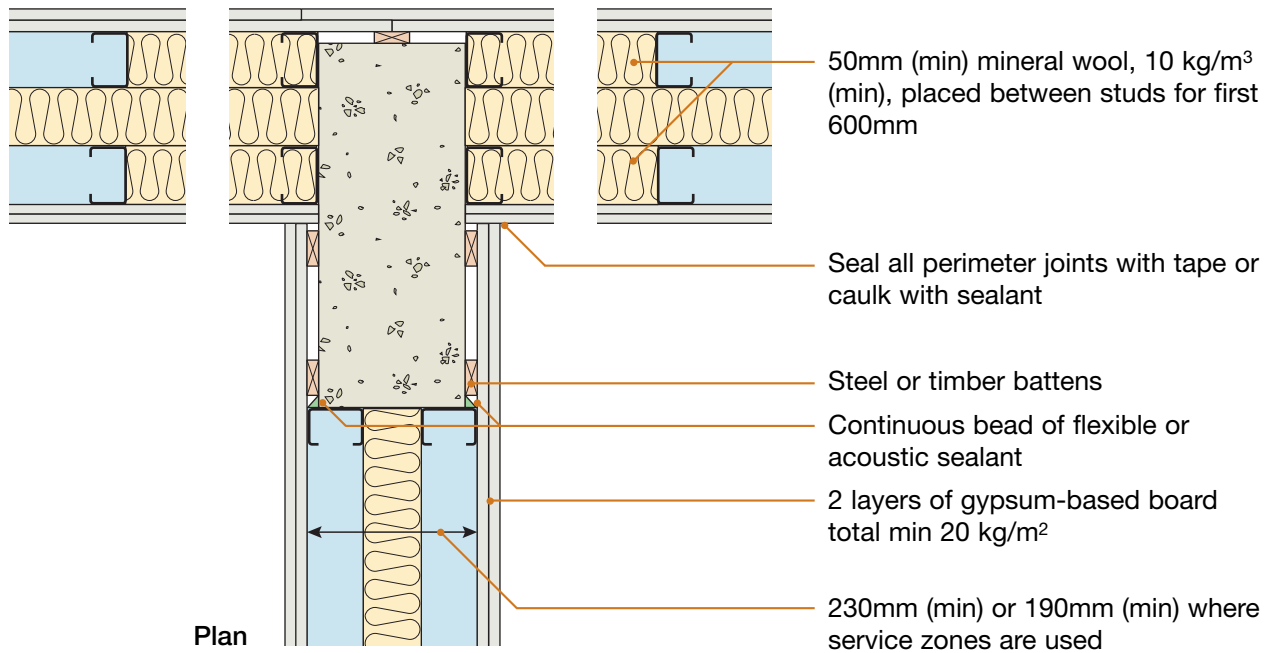 50mm (min) mineral wool, 10 kg/m³
(min), placed between studs for first
600mm
Seal all perimeter joints with tape or
caulk with sealant
Steel or timber battens
Continuous bead of flexible or
acoustic sealant
2 layers of gypsum-based board
total min 20 kg/m²
230mm (min) or 190mm (min) where
service zones are used
Plan